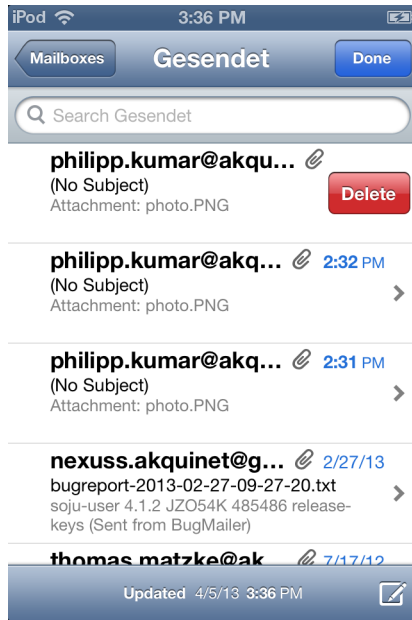 iPod 3:36 PM
Mailboxes Gesendet Done
Search Gesendet
philipp.kumar@akqu...
(No Subject)
Attachment: photo.PNG
Delete
philipp.kumar@akq... 2:32 PM
(No Subject)
Attachment: photo.PNG
philipp.kumar@akq... 2:31 PM
(No Subject)
Attachment: photo.PNG
nexuss.akquinet@g... 2/27/13
bugreport-2013-02-27-09-27-20.txt
soju-user 4.1.2 JZO54K 485486 release-
keys (Sent from BugMailer)
thomas.matzke@ak... 7/17/12
Updated 4/5/13 3:36 PM